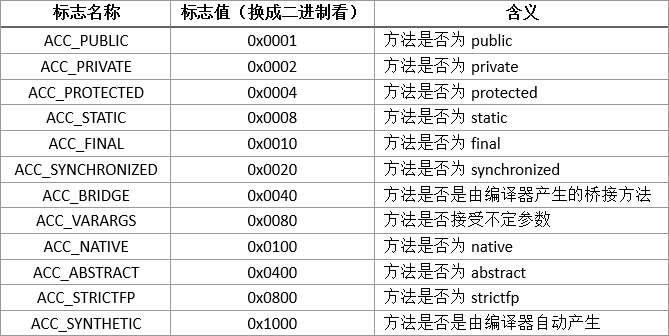 标志名称 标志值（换成二进制看） 含义
ACC_PUBLIC 0x0001 方法是否为 public
ACC_PRIVATE 0x0002 方法是否为 private
ACC_PROTECTED 0x0004 方法是否为 protected
ACC_STATIC 0x0008 方法是否为 static
ACC_FINAL 0x0010 方法是否为 final
ACC_SYNCHRONIZED 0x0020 方法是否为 synchronized
ACC_BRIDGE 0x0040 方法是否是由编译器产生的桥接方法
ACC_VARARGS 0x0080 方法是否接受不定参数
ACC_NATIVE 0x0100 方法是否为 native
ACC_ABSTRACT 0x0400 方法是否为 abstract
ACC_STRICTFP 0x0800 方法是否为 strictfp
ACC_SYNTHETIC 0x1000 方法是否是由编译器自动产生